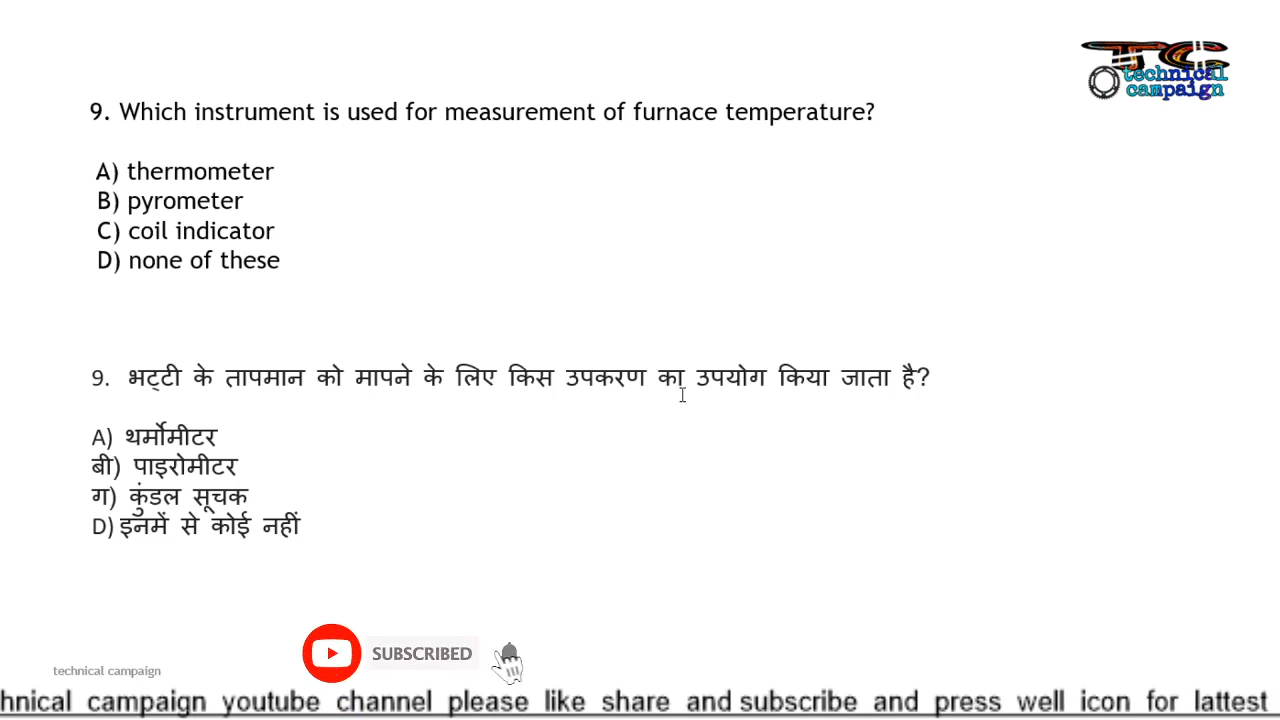 TC
technical
campaign
9. Which instrument is used for measurement of furnace temperature?
A) thermometer
B) pyrometer
C) coil indicator
D) none of these
9. भट्टी के तापमान को मापने के लिए किस उपकरण का उपयोग किया जाता है?
A) थर्मोमीटर
बी) पाइरोमीटर
ग) कुंडल सूचक
D) इनमें से कोई नहीं
SUBSCRIBED
technical campaign
hnical campaign youtube channel please like share and subscribe and press well icon for lattest